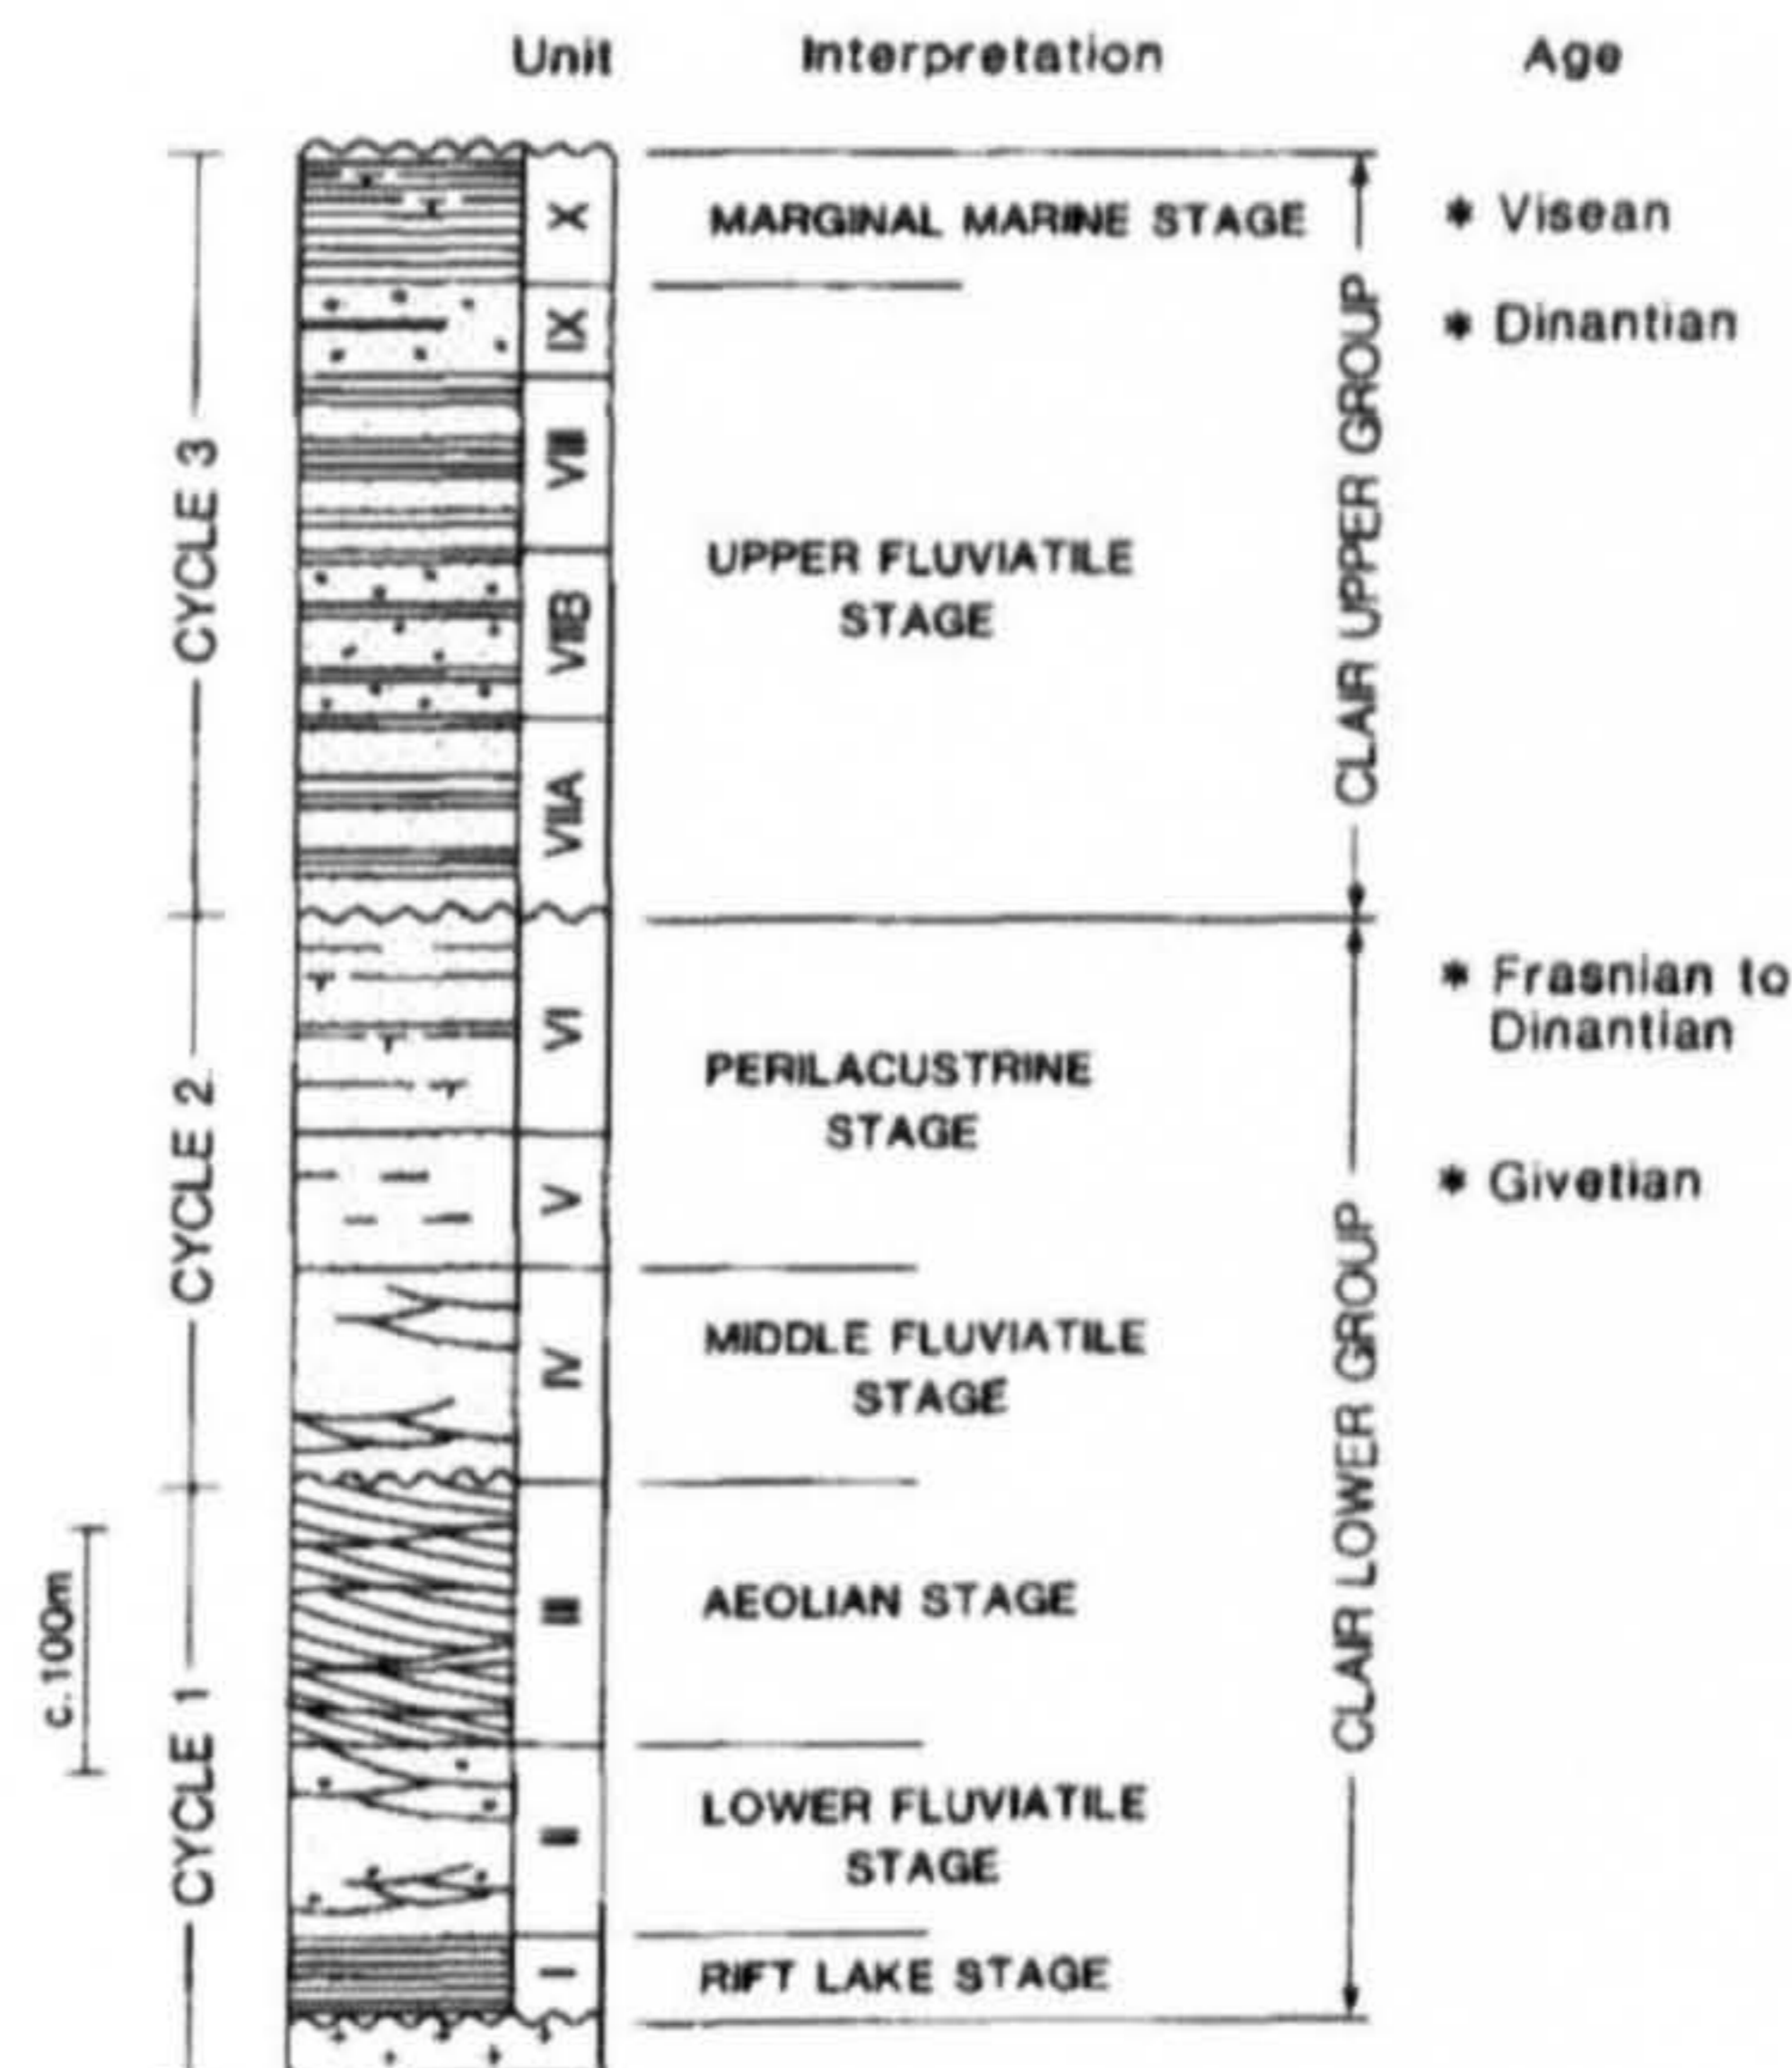 Unit Interpretation Age
X MARGINAL MARINE STAGE * Visean
IX * Dinantian
CLAIR UPPER GROUP
CYCLE 3
VIII
UPPER FLUVIATILE
STAGE
VIIB
VIIA
VI
* Frasnian to
Dinantian
PERILACUSTRINE
STAGE
CYCLE 2
V * Givetian
CLAIR LOWER GROUP
IV
MIDDLE FLUVIATILE
STAGE
III AEOLIAN STAGE
c.100m
CYCLE 1
II
LOWER FLUVIATILE
STAGE
I RIFT LAKE STAGE